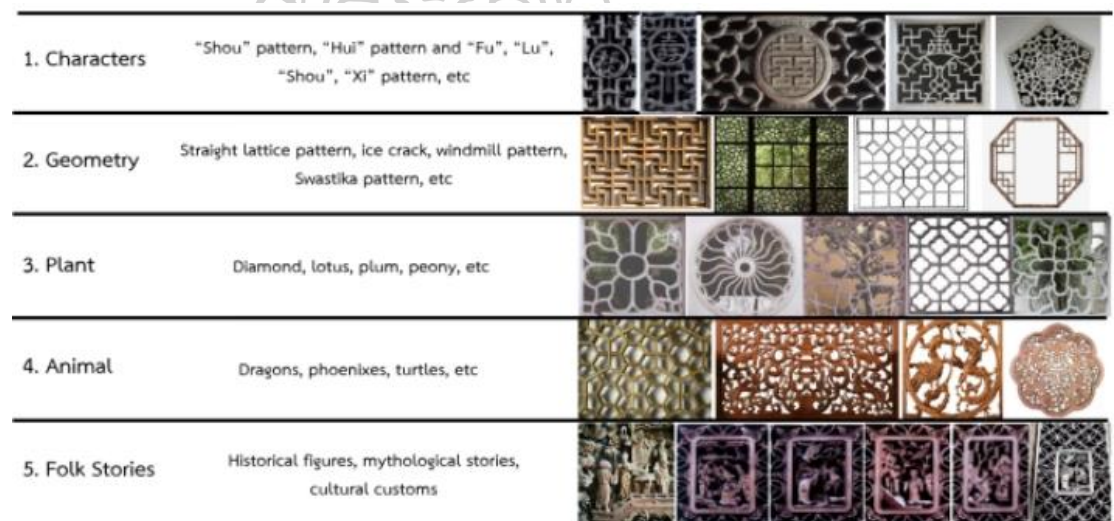 1. Characters
“Shou” pattern, “Hui” pattern and “Fu”, “Lu”,
“Shou”, “Xi” pattern, etc
2. Geometry
Straight lattice pattern, ice crack, windmill pattern,
Swastika pattern, etc
3. Plant
Diamond, lotus, plum, peony, etc
4. Animal
Dragons, phoenixes, turtles, etc
5. Folk Stories
Historical figures, mythological stories,
cultural customs